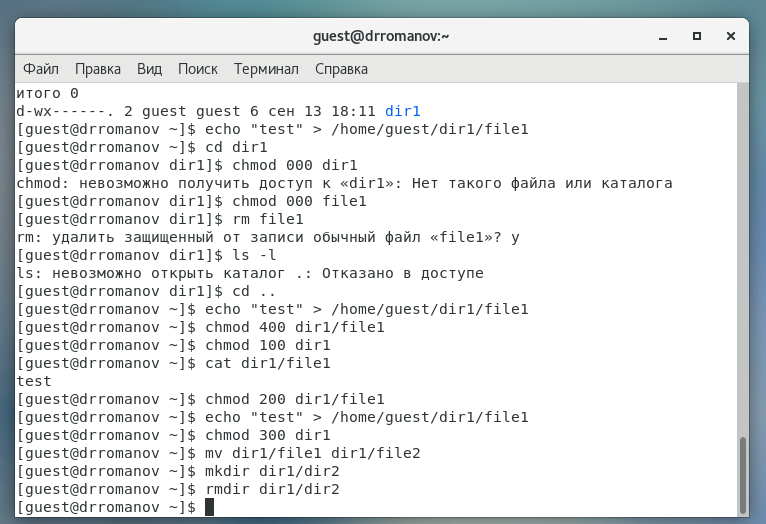 guest@drromanov:~
Файл Правка Вид Поиск Терминал Справка
итого 0
d-wx------. 2 guest guest 6 сен 13 18:11 dir1
[guest@drromanov ~]$ echo "test" > /home/guest/dir1/file1
[guest@drromanov ~]$ cd dir1
[guest@drromanov dir1]$ chmod 000 dir1
chmod: невозможно получить доступ к «dir1»: Нет такого файла или каталога
[guest@drromanov dir1]$ chmod 000 file1
[guest@drromanov dir1]$ rm file1
rm: удалить защищенный от записи обычный файл «file1»? y
[guest@drromanov dir1]$ ls -l
ls: невозможно открыть каталог .: Отказано в доступе
[guest@drromanov dir1]$ cd ..
[guest@drromanov ~]$ echo "test" > /home/guest/dir1/file1
[guest@drromanov ~]$ chmod 400 dir1/file1
[guest@drromanov ~]$ chmod 100 dir1
[guest@drromanov ~]$ cat dir1/file1
test
[guest@drromanov ~]$ chmod 200 dir1/file1
[guest@drromanov ~]$ echo "test" > /home/guest/dir1/file1
[guest@drromanov ~]$ chmod 300 dir1
[guest@drromanov ~]$ mv dir1/file1 dir1/file2
[guest@drromanov ~]$ mkdir dir1/dir2
[guest@drromanov ~]$ rmdir dir1/dir2
[guest@drromanov ~]$